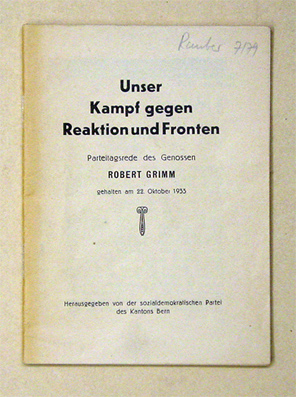 7/79
Unser
Kampf gegen
Reaktion und Fronten
Parteitagsrede des Genossen
ROBERT GRIMM
gehalten am 22. Oktober 1933
Herausgegeben von der sozialdemokratischen Partei
des Kantons Bern